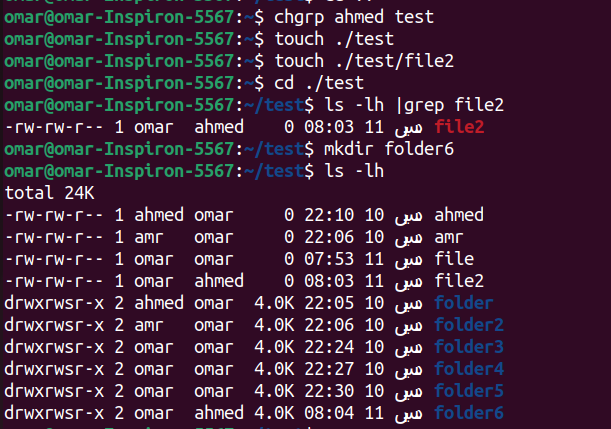 omar@omar-Inspiron-5567:~$ chgrp ahmed test
omar@omar-Inspiron-5567:~$ touch ./test
omar@omar-Inspiron-5567:~$ touch ./test/file2
omar@omar-Inspiron-5567:~$ cd ./test
omar@omar-Inspiron-5567:~/test$ ls -lh |grep file2
-rw-rw-r-- 1 omar  ahmed    0 08:03 11 سبتمبر file2
omar@omar-Inspiron-5567:~/test$ mkdir folder6
omar@omar-Inspiron-5567:~/test$ ls -lh
total 24K
-rw-rw-r-- 1 ahmed omar     0 22:10 10 س‍ي‍ ahmed
-rw-rw-r-- 1 amr   omar     0 22:06 10 amr
-rw-rw-r-- 1 omar  omar     0 07:53 11 file
-rw-rw-r-- 1 omar  ahmed    0 08:03 11 file2
drwxrwsr-x 2 ahmed omar  4.0K 22:05 10 folder
drwxrwsr-x 2 amr   omar  4.0K 22:06 10 folder2
drwxrwsr-x 2 omar  omar  4.0K 22:24 10 folder3
drwxrwsr-x 2 omar  omar  4.0K 22:27 10 folder4
drwxrwsr-x 2 omar  omar  4.0K 22:30 10 folder5
drwxrwsr-x 2 omar  ahmed 4.0K 08:04 11 folder6